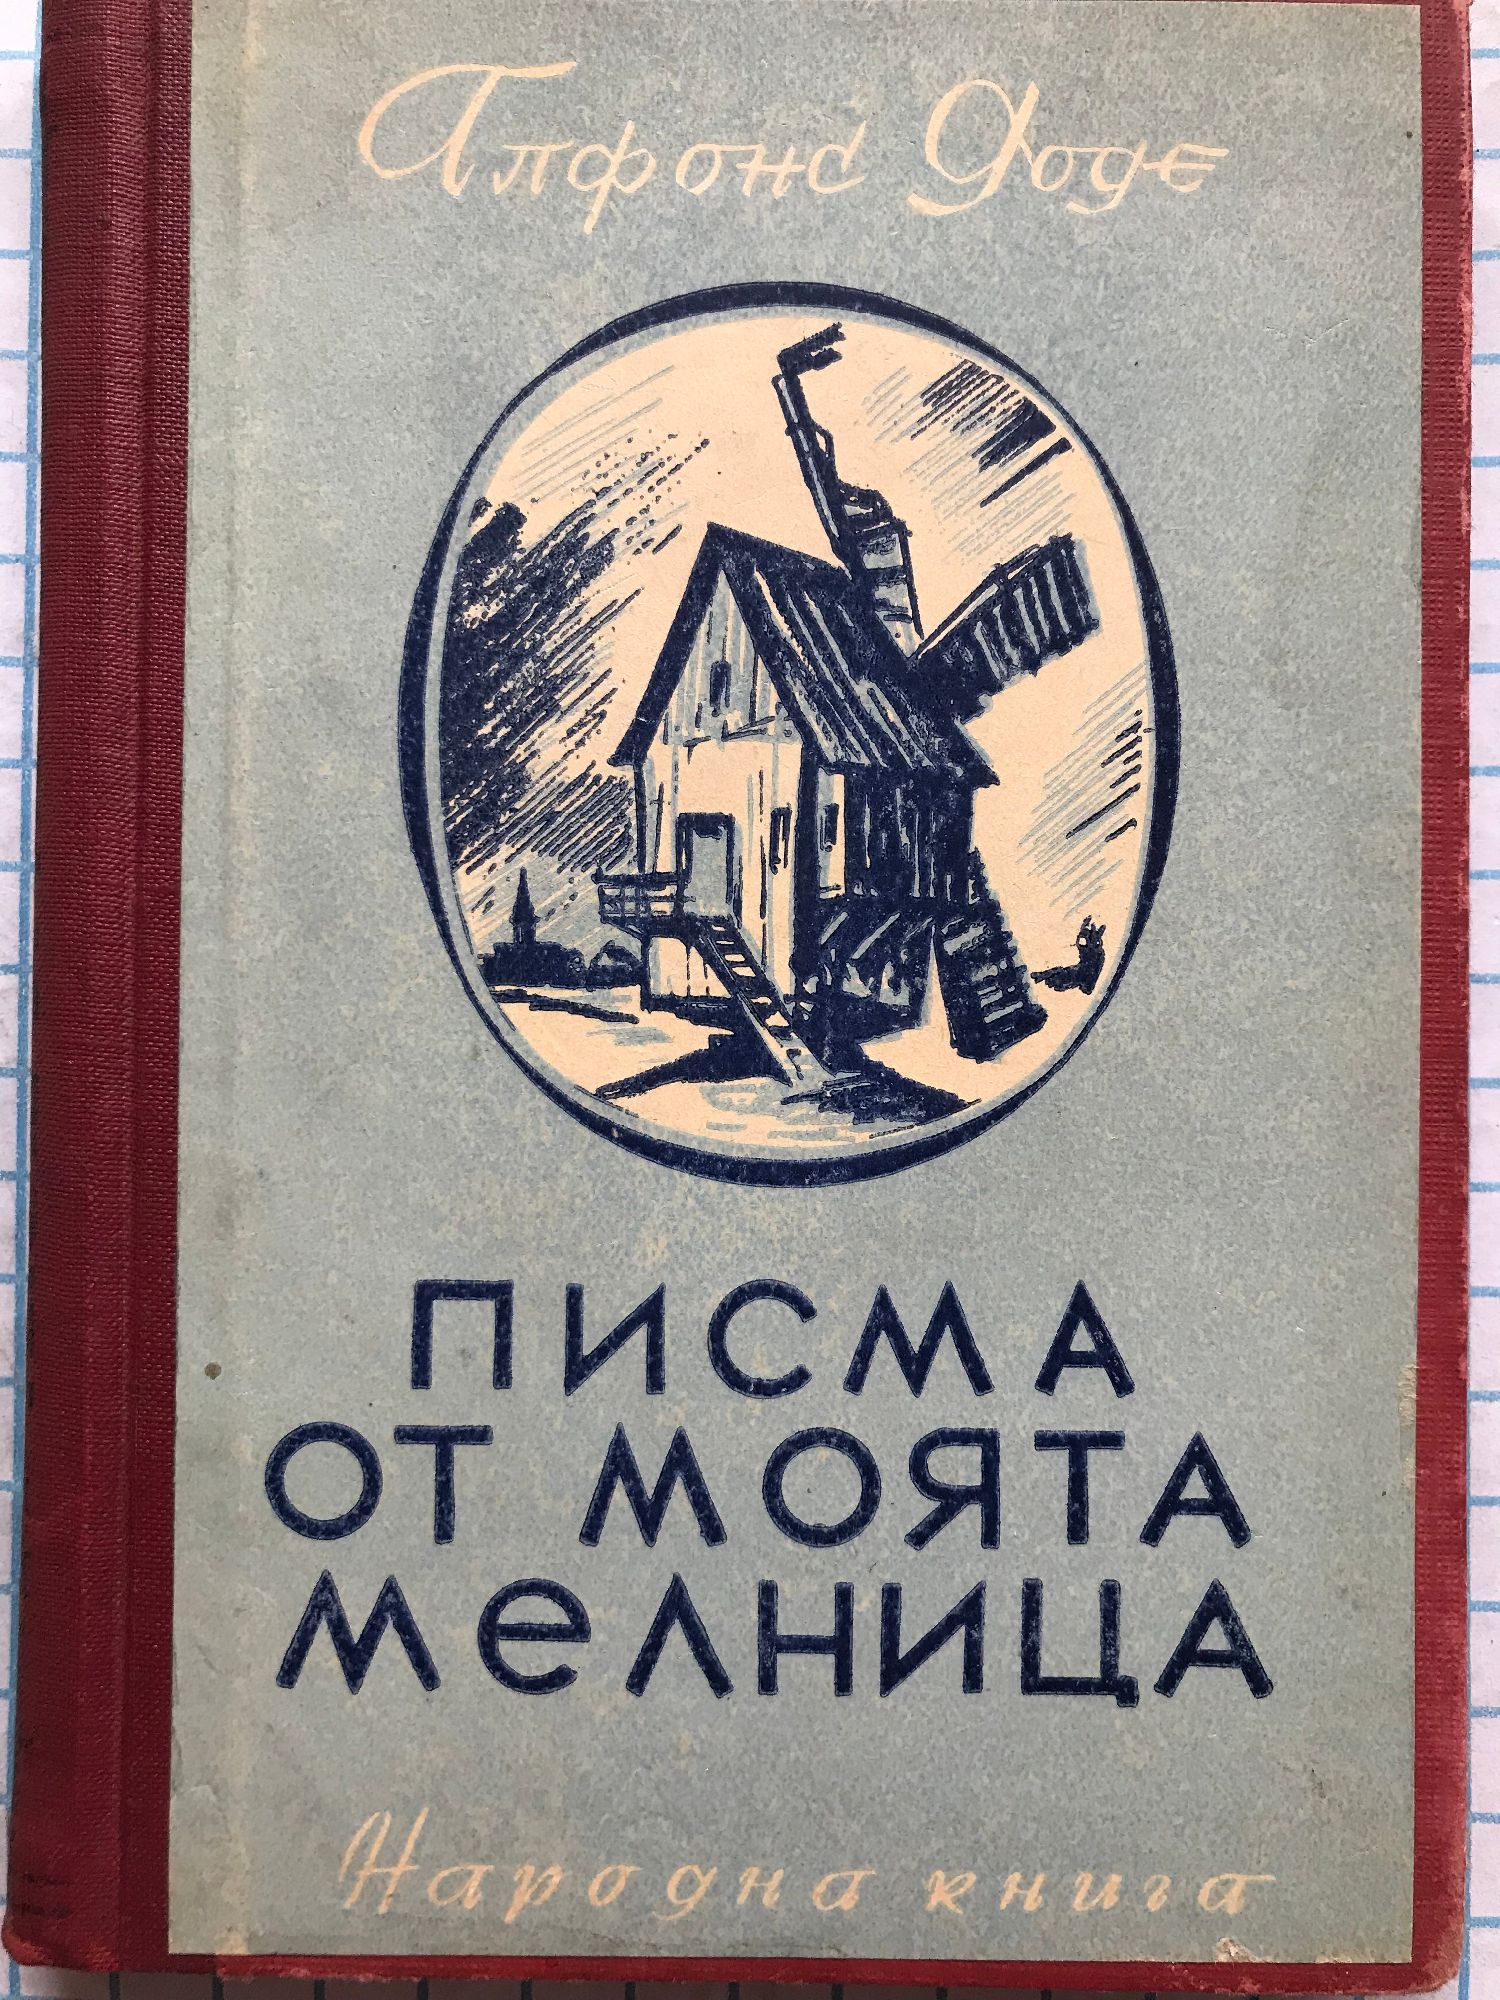 Алфонс Доде
ПИСМА
ОТ МОЯТА
МеЛНИЦА
Народна книга